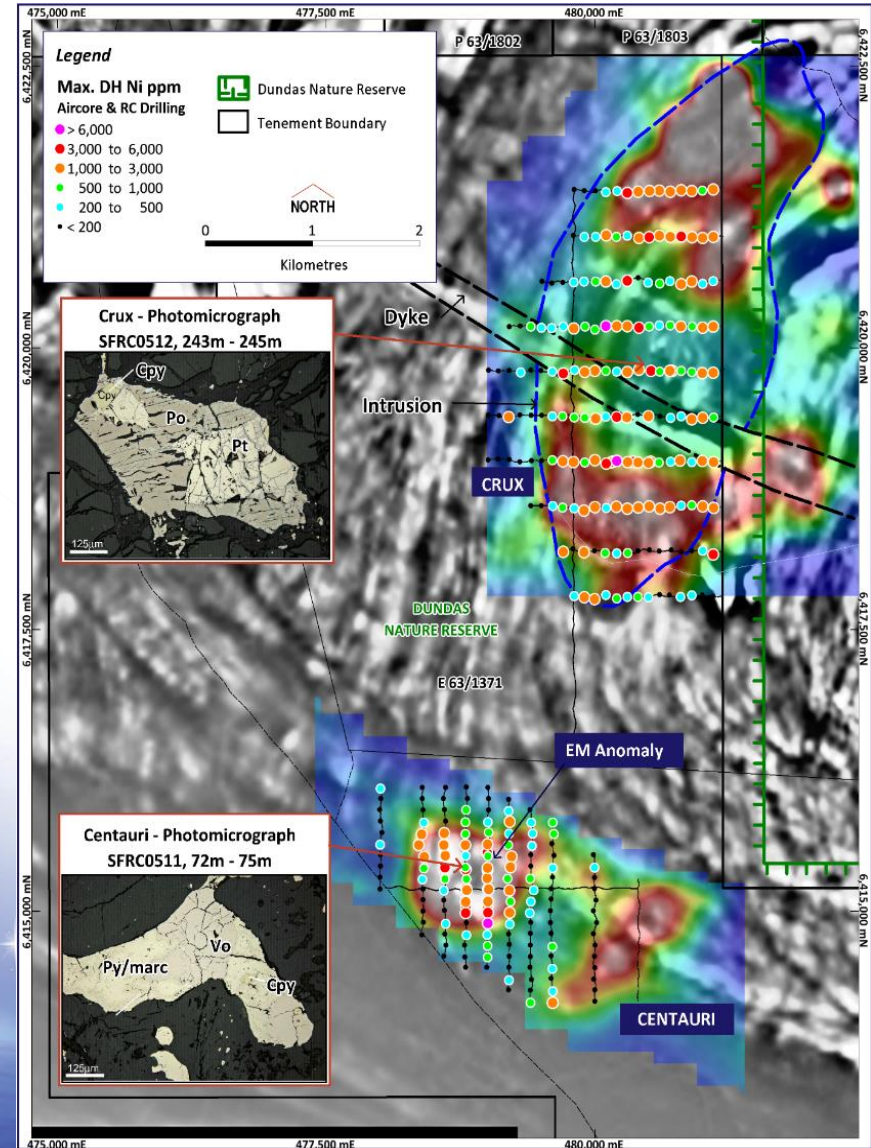 475,000 mE 477,500 mE 480,000 mE
P 63/1802 P 63/1803
6,422,500 mN 6,422,500 mN
Legend
Max. DH Ni ppm
Aircore & RC Drilling
> 6,000
3,000 to 6,000
1,000 to 3,000
500 to 1,000
200 to 500
< 200
Dundas Nature Reserve
Tenement Boundary
NORTH
0 1 2
Kilometres
Crux - Photomicrograph
SFRC0512, 243m - 245m
Cpy
Cpy
Po
Pt
125µm
Dyke
Intrusion
6,420,000 mN 6,420,000 mN
CRUX
6,417,500 mN 6,417,500 mN
DUNDAS
NATURE RESERVE
E 63/1371
EM Anomaly
Centauri - Photomicrograph
SFRC0511, 72m - 75m
Vo
Py/marc
Cpy
125µm
6,415,000 mN 6,415,000 mN
CENTAURI
475,000 mE 477,500 mE 480,000 mE